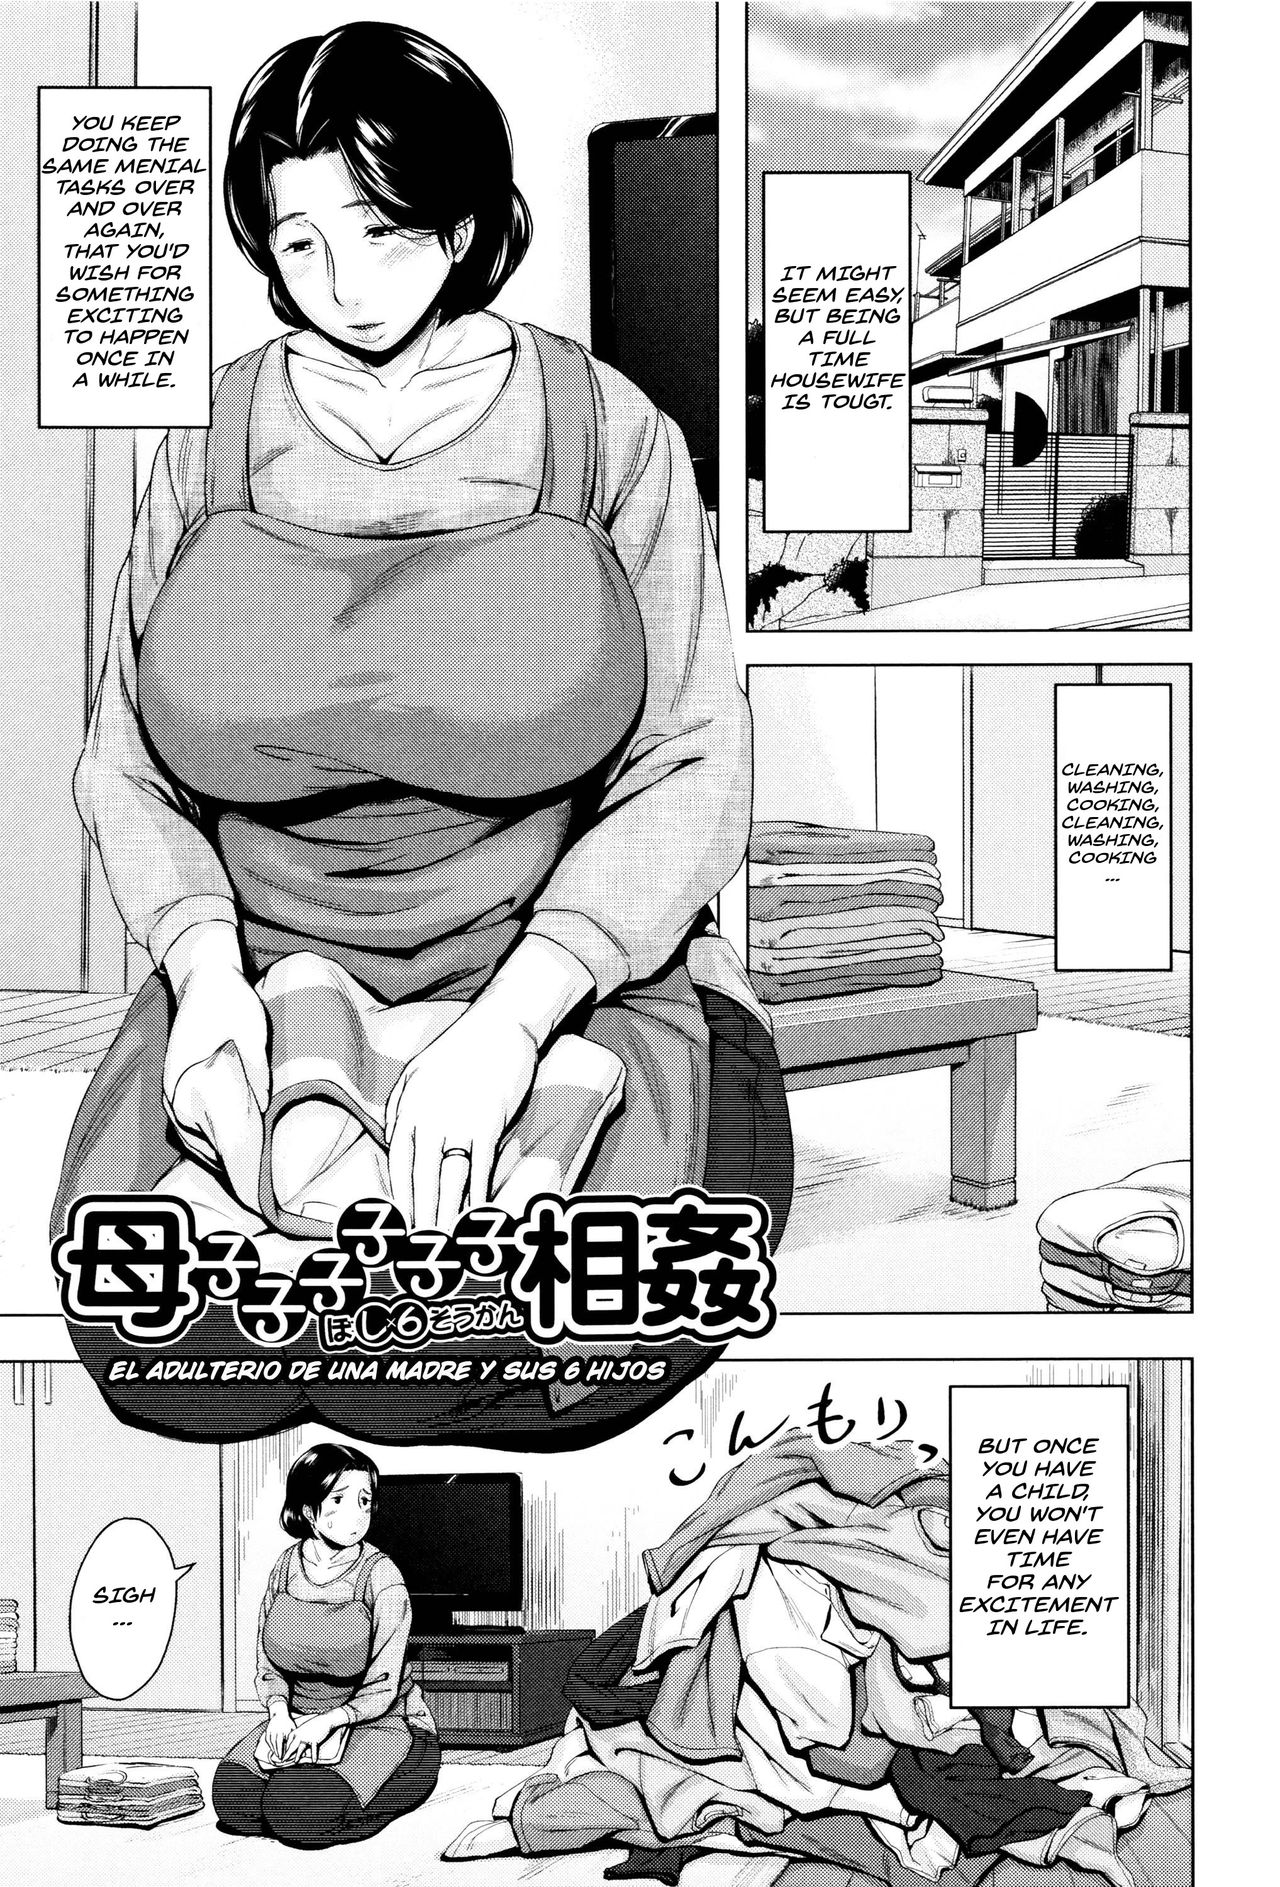 IT MIGHT
SEEM EASY,
BUT BEING
A FULL
TIME
HOUSEWIFE
IS TOUGT.
YOU KEEP
DOING THE
SAME MENIAL
TASKS OVER
AND OVER
AGAIN,
THAT YOU'D
WISH FOR
SOMETHING
EXCITING
TO HAPPEN
ONCE IN
A WHILE.
CLEANING,
WASHING,
COOKING,
CLEANING,
WASHING,
COOKING
...
母子子子子子子相姦
ぼし×6そうかん
EL ADULTERIO DE UNA MADRE Y SUS 6 HIJOS
BUT ONCE
YOU HAVE
A CHILD,
YOU WON'T
EVEN HAVE
TIME
FOR ANY
EXCITEMENT
IN LIFE.
こんもりっ
SIGH
...